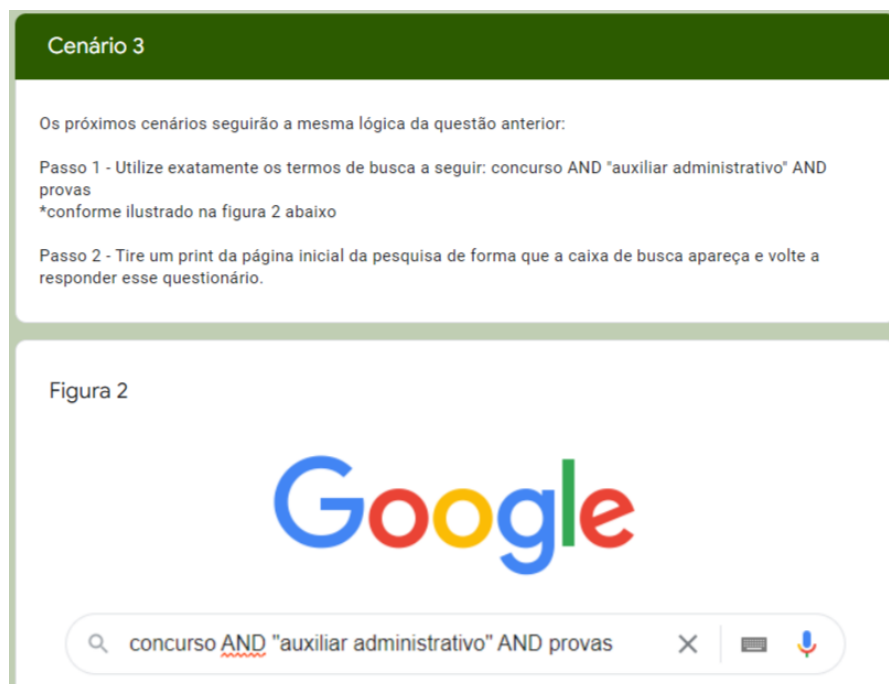 Cenário 3
Os próximos cenários seguirão a mesma lógica da questão anterior:
Passo 1 - Utilize exatamente os termos de busca a seguir: concurso AND "auxiliar administrativo" AND
provas
*conforme ilustrado na figura 2 abaixo
Passo 2 - Tire um print da página inicial da pesquisa de forma que a caixa de busca apareça e volte a
responder esse questionário.
Figura 2
Google
concurso AND "auxiliar administrativo" AND provas